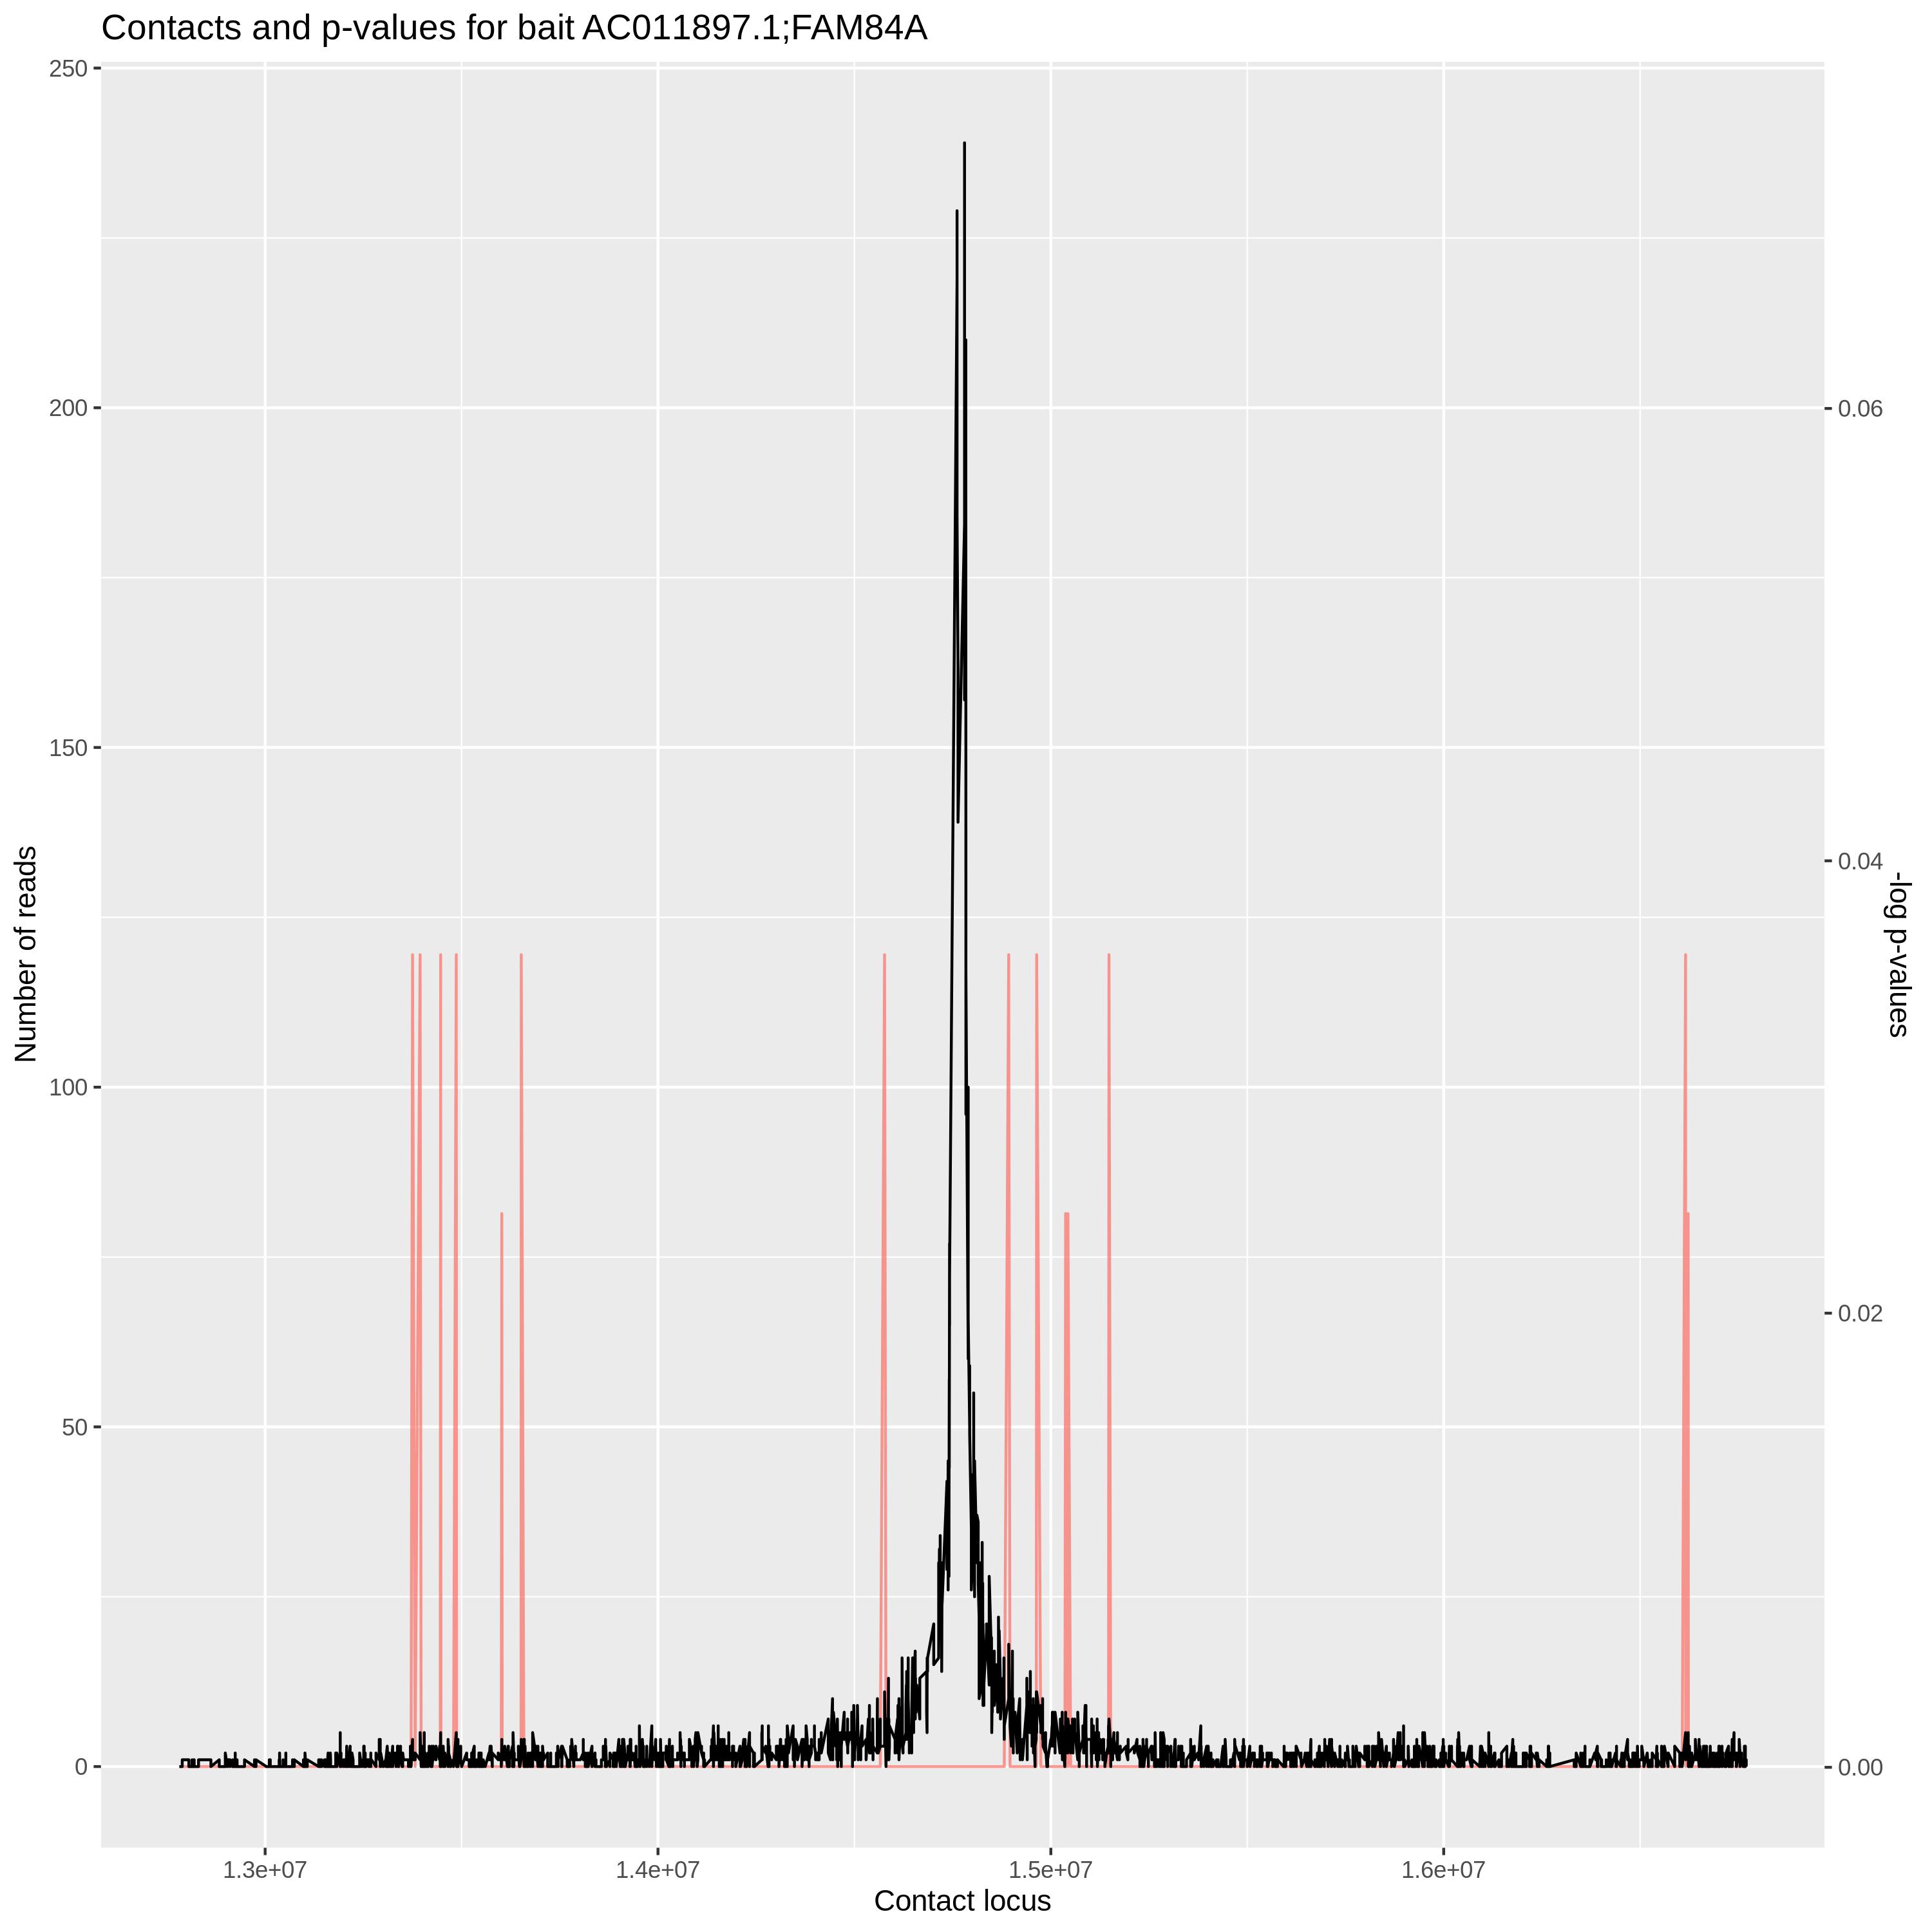 Contacts and p-values for bait AC011897.1;FAM84A
250
200
150
100
50
0
Number of reads
0.06
0.04
0.02
0.00
-log p-values
1.3e+07
1.4e+07
1.5e+07
1.6e+07
Contact locus